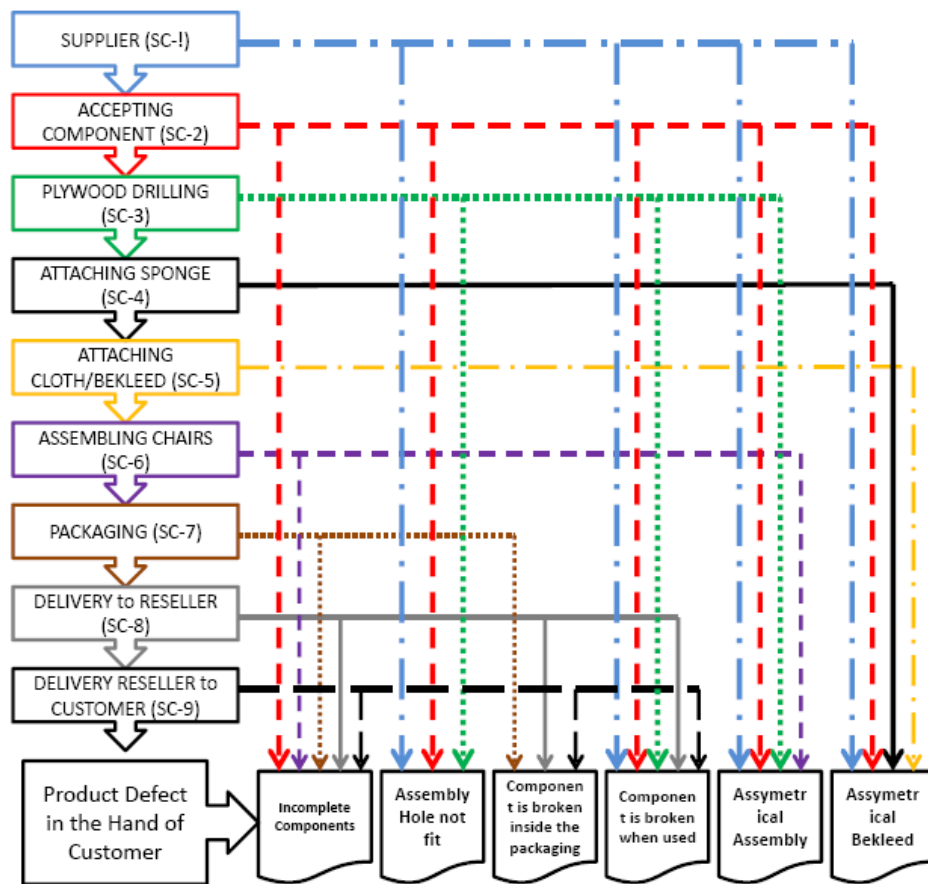 SUPPLIER (SC-!)
ACCEPTING
COMPONENT (SC-2)
PLYWOOD DRILLING
(SC-3)
ATTACHING SPONGE
(SC-4)
ATTACHING
CLOTH/BEKLEED (SC-5)
ASSEMBLING CHAIRS
(SC-6)
PACKAGING (SC-7)
DELIVERY to RESELLER
(SC-8)
DELIVERY RESELLER to
CUSTOMER (SC-9)
Product Defect
in the Hand of
Customer
Incomplete
Components
Assembly
Hole not
fit
Componen
t is broken
inside the
packaging
Componen
t is broken
when used
Assymetr
ical
Assembly
Assymetr
ical
Bekleed